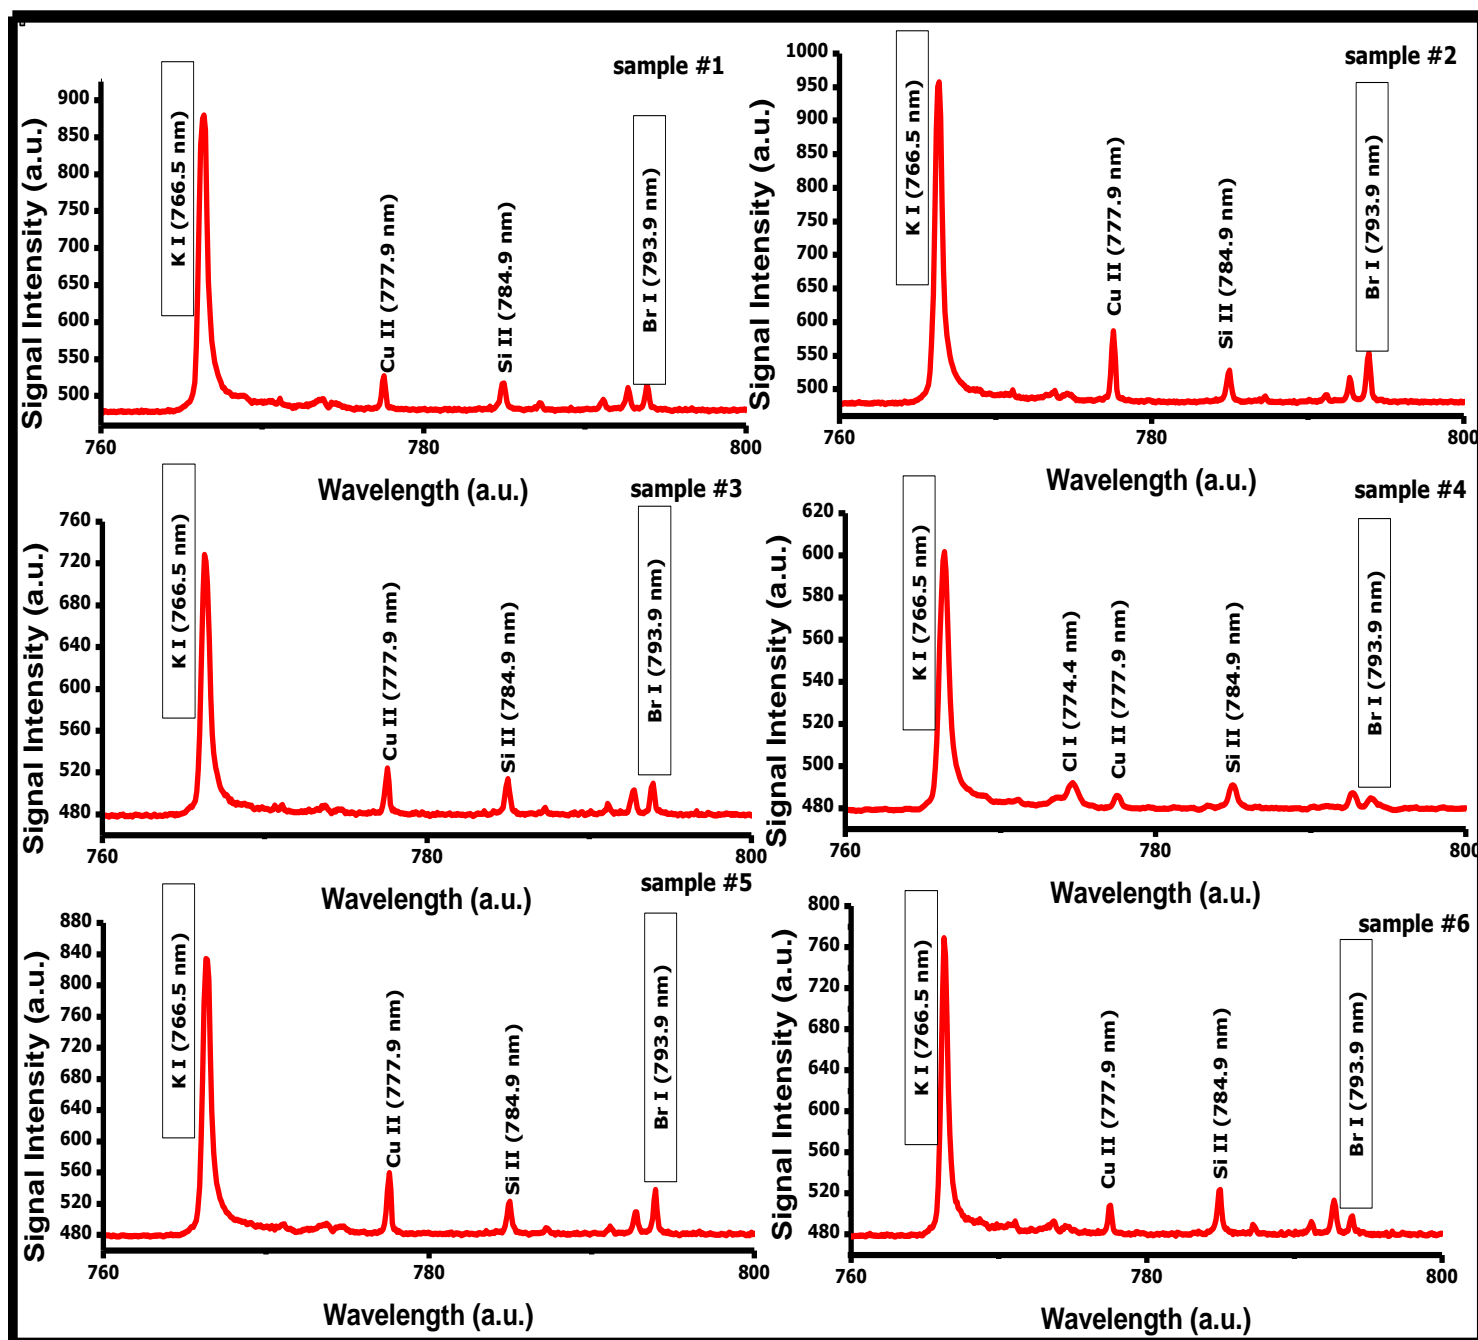 sample #1
Signal Intensity (a.u.)
900
850
800
750
700
650
600
550
500
K I (766.5 nm)
Cu II (777.9 nm)
Si II (784.9 nm)
Br I (793.9 nm)
760
780
800
Wavelength (a.u.)
sample #2
Signal Intensity (a.u.)
1000
950
900
850
800
750
700
650
600
550
500
K I (766.5 nm)
Cu II (777.9 nm)
Si II (784.9 nm)
Br I (793.9 nm)
760
780
800
Wavelength (a.u.)
sample #3
Signal Intensity (a.u.)
760
720
680
640
600
560
520
480
K I (766.5 nm)
Cu II (777.9 nm)
Si II (784.9 nm)
Br I (793.9 nm)
760
780
800
Wavelength (a.u.)
sample #4
Signal Intensity (a.u.)
620
600
580
560
540
520
500
480
K I (766.5 nm)
Cl I (774.4 nm)
Cu II (777.9 nm)
Si II (784.9 nm)
Br I (793.9 nm)
760
780
800
Wavelength (a.u.)
sample #5
Signal Intensity (a.u.)
880
840
800
760
720
680
640
600
560
520
480
K I (766.5 nm)
Cu II (777.9 nm)
Si II (784.9 nm)
Br I (793.9 nm)
760
780
800
Wavelength (a.u.)
sample #6
Signal Intensity (a.u.)
800
760
720
680
640
600
560
520
480
K I (766.5 nm)
Cu II (777.9 nm)
Si II (784.9 nm)
Br I (793.9 nm)
760
780
800
Wavelength (a.u.)